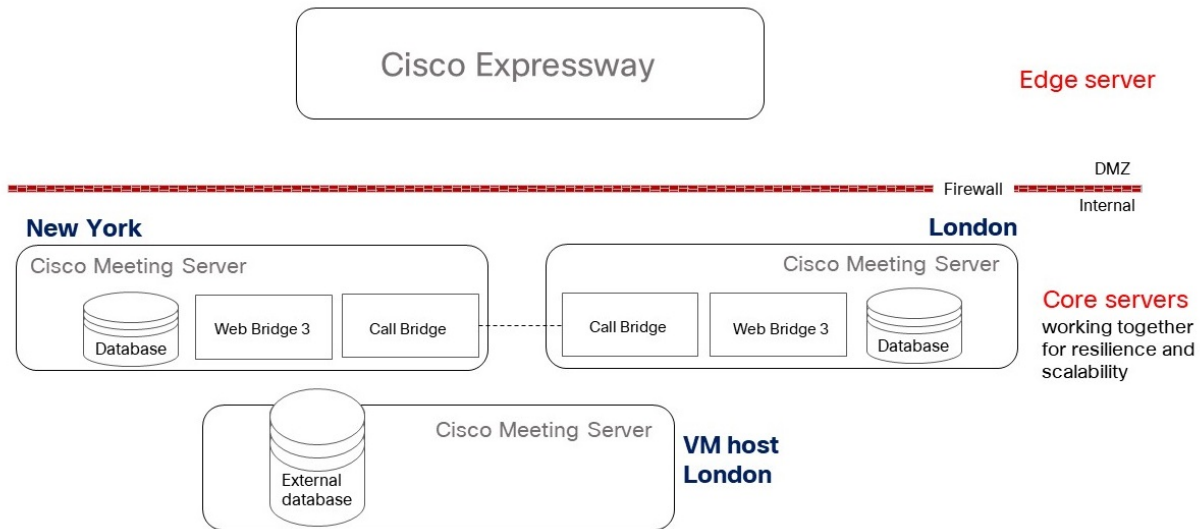 Cisco Expressway
Edge server
DMZ
Firewall
Internal
New York
London
Cisco Meeting Server
Cisco Meeting Server
Database
Web Bridge 3
Call Bridge
Call Bridge
Web Bridge 3
Database
Core servers
working together
for resilience and
scalability
Cisco Meeting Server
External
database
VM host
London